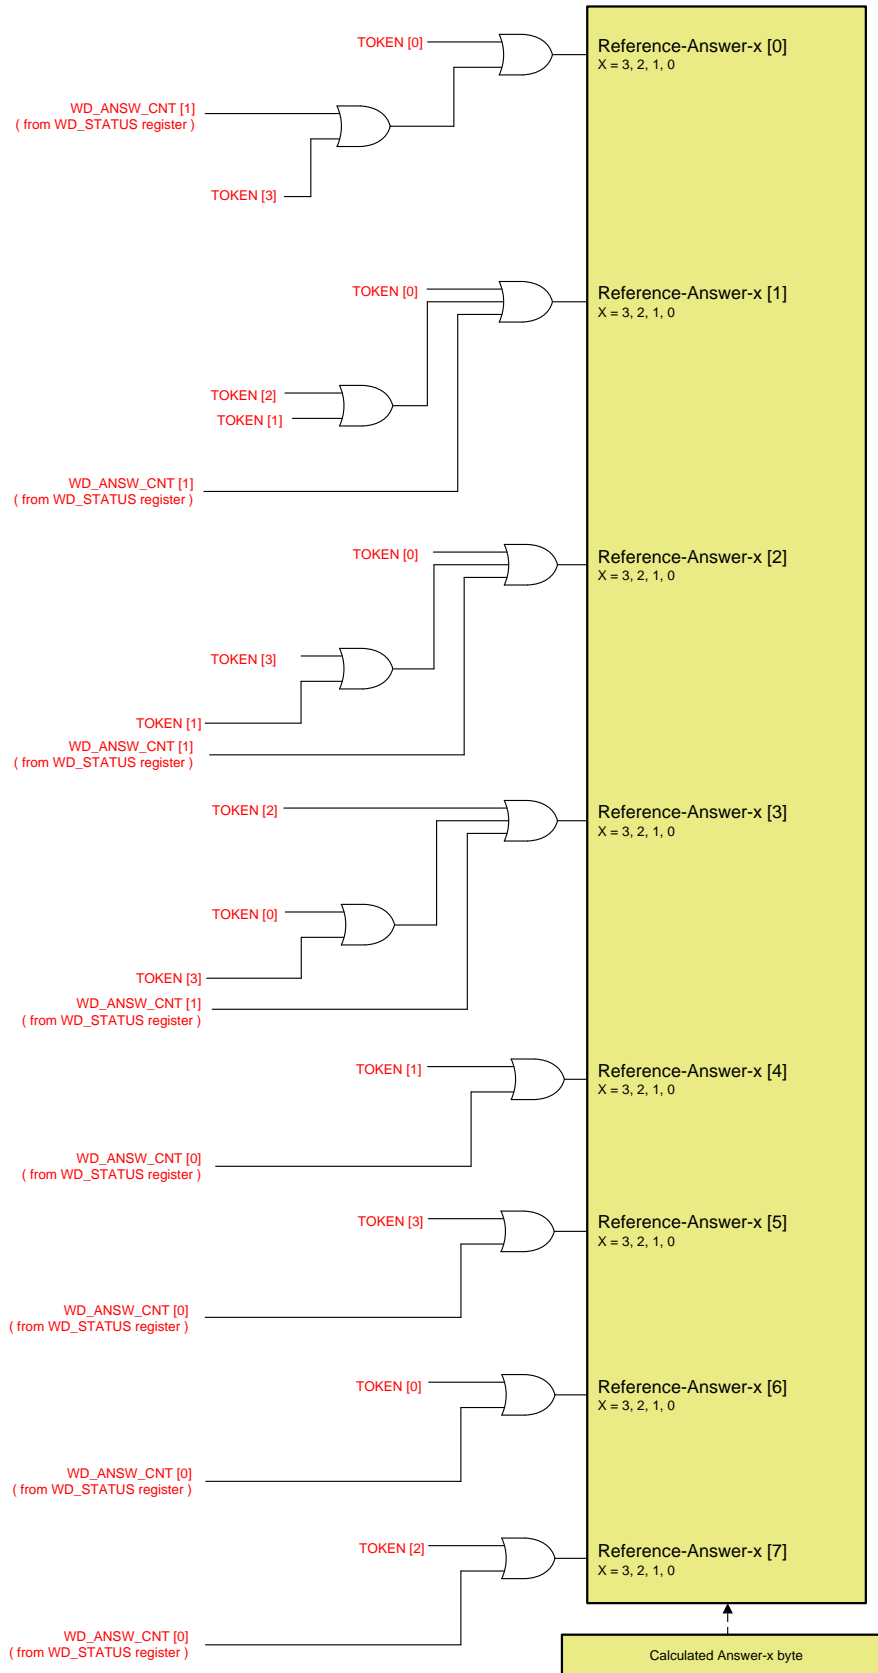 TOKEN [0]
Reference-Answer-x [0]
X = 3, 2, 1, 0
WD_ANSW_CNT [1]
( from WD_STATUS register )
TOKEN [3]
TOKEN [0]
Reference-Answer-x [1]
X = 3, 2, 1, 0
TOKEN [2]
TOKEN [1]
WD_ANSW_CNT [1]
( from WD_STATUS register )
TOKEN [0]
Reference-Answer-x [2]
X = 3, 2, 1, 0
TOKEN [3]
TOKEN [1]
WD_ANSW_CNT [1]
( from WD_STATUS register )
TOKEN [2]
Reference-Answer-x [3]
X = 3, 2, 1, 0
TOKEN [0]
TOKEN [3]
WD_ANSW_CNT [1]
( from WD_STATUS register )
TOKEN [1]
Reference-Answer-x [4]
X = 3, 2, 1, 0
WD_ANSW_CNT [0]
( from WD_STATUS register )
TOKEN [3]
Reference-Answer-x [5]
X = 3, 2, 1, 0
WD_ANSW_CNT [0]
( from WD_STATUS register )
TOKEN [0]
Reference-Answer-x [6]
X = 3, 2, 1, 0
WD_ANSW_CNT [0]
( from WD_STATUS register )
TOKEN [2]
Reference-Answer-x [7]
X = 3, 2, 1, 0
WD_ANSW_CNT [0]
( from WD_STATUS register )
Calculated Answer-x byte